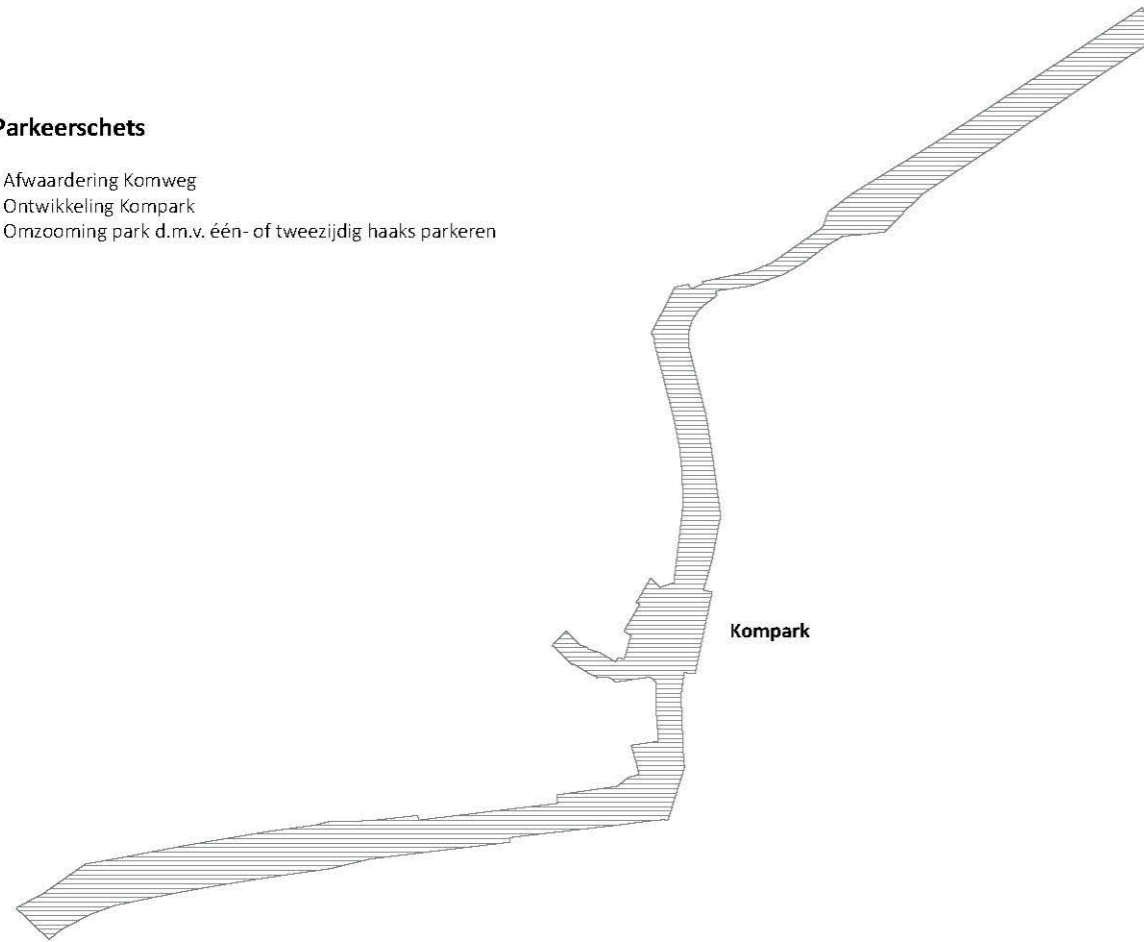 Parkeerschets
Afwaardering Komweg
Ontwikkeling Kompark
Omzooming park d.m.v. één- of tweezijdig haaks parkeren
Kompark